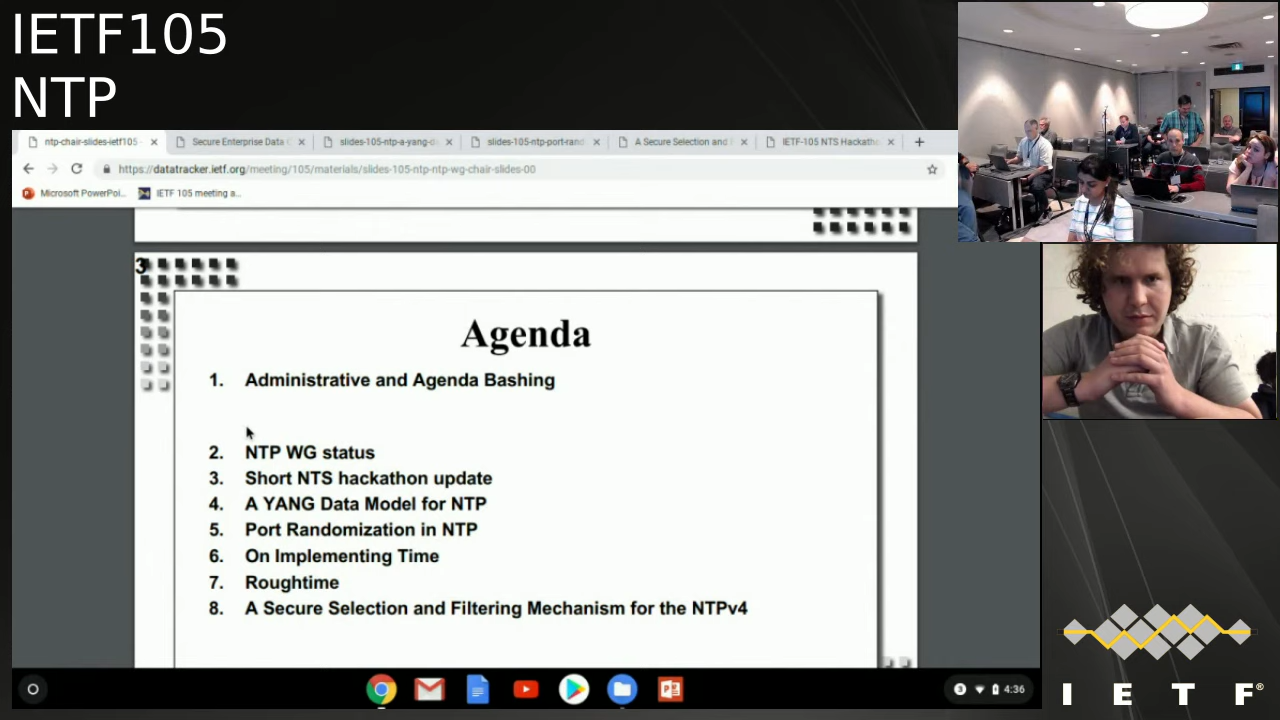 IETF105
NTP
ntp-chair-slides-ietf105
Secure Enterprise Data
slides-105-ntp-a-yang-d
slides-105-ntp-port-rand
A Secure Selection and
IETF-105 NTS Hackath
https://datatracker.ietf.org/meeting/105/materials/slides-105-ntp-ntp-wg-chair-slides-00
Microsoft PowerPoi...
IETF 105 meeting a...
3
Agenda
1. Administrative and Agenda Bashing
2. NTP WG status
3. Short NTS hackathon update
4. A YANG Data Model for NTP
5. Port Randomization in NTP
6. On Implementing Time
7. Roughtime
8. A Secure Selection and Filtering Mechanism for the NTPv4
3 4:36
I E T F®